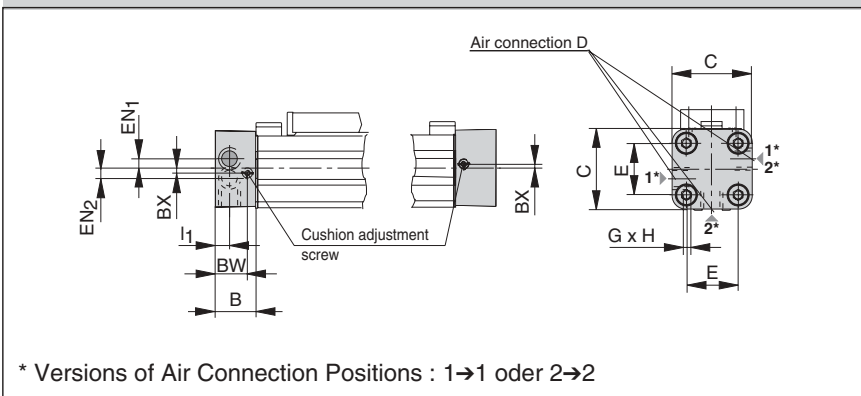 Air connection D
C
EN1
EN2
BX
I1
BW
B
Cushion adjustment
screw
BX
C
E
1*
2*
1*
2*
G x H
E
* Versions of Air Connection Positions : 1➔1 oder 2➔2